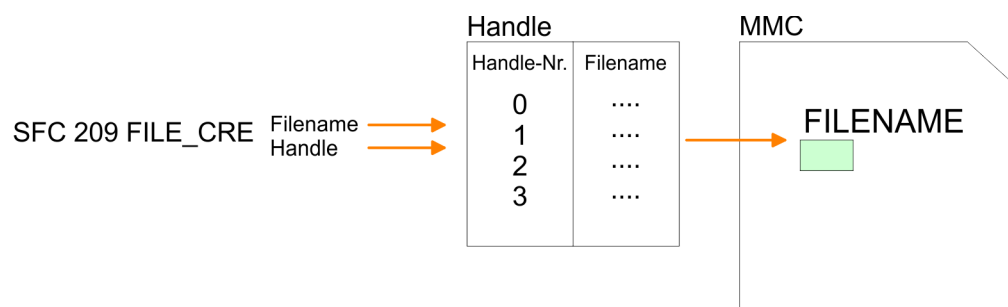 Handle
MMC
Handle-Nr. Filename
0 ....
1 ....
2 ....
3 ....
SFC 209 FILE_CRE
Filename
Handle
FILENAME